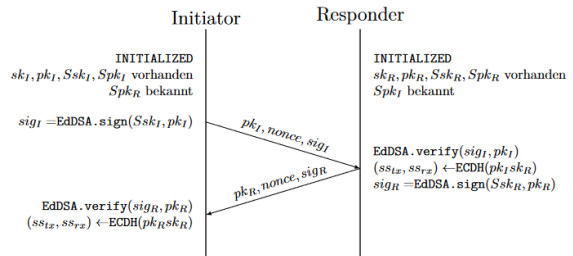 Initiator
Responder
INITIALIZED
sk_I, pk_I, Ssk_I, Spk_I vorhanden
Spk_R bekannt
INITIALIZED
sk_R, pk_R, Ssk_R, Spk_R vorhanden
Spk_I bekannt
sig_I =EdDSA.sign(Ssk_I, pk_I)
pk_I, nonce, sig_I
EdDSA.verify(sig_I, pk_I)
(ss_tx, ss_rx) ←ECDH(pk_I sk_R)
sig_R =EdDSA.sign(Ssk_R, pk_R)
pk_R, nonce, sig_R
EdDSA.verify(sig_R, pk_R)
(ss_tx, ss_rx) ←ECDH(pk_R sk_R)